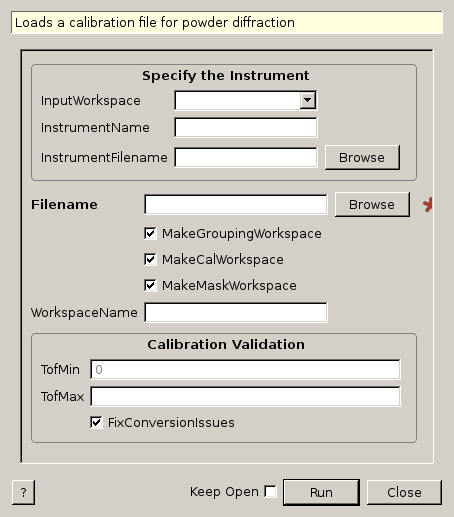 Loads a calibration file for powder diffraction
Specify the Instrument
InputWorkspace
InstrumentName
InstrumentFilename Browse
Filename Browse *
MakeGroupingWorkspace
MakeCalWorkspace
MakeMaskWorkspace
WorkspaceName
Calibration Validation
TofMin 0
TofMax
FixConversionIssues
? Keep Open Run Close